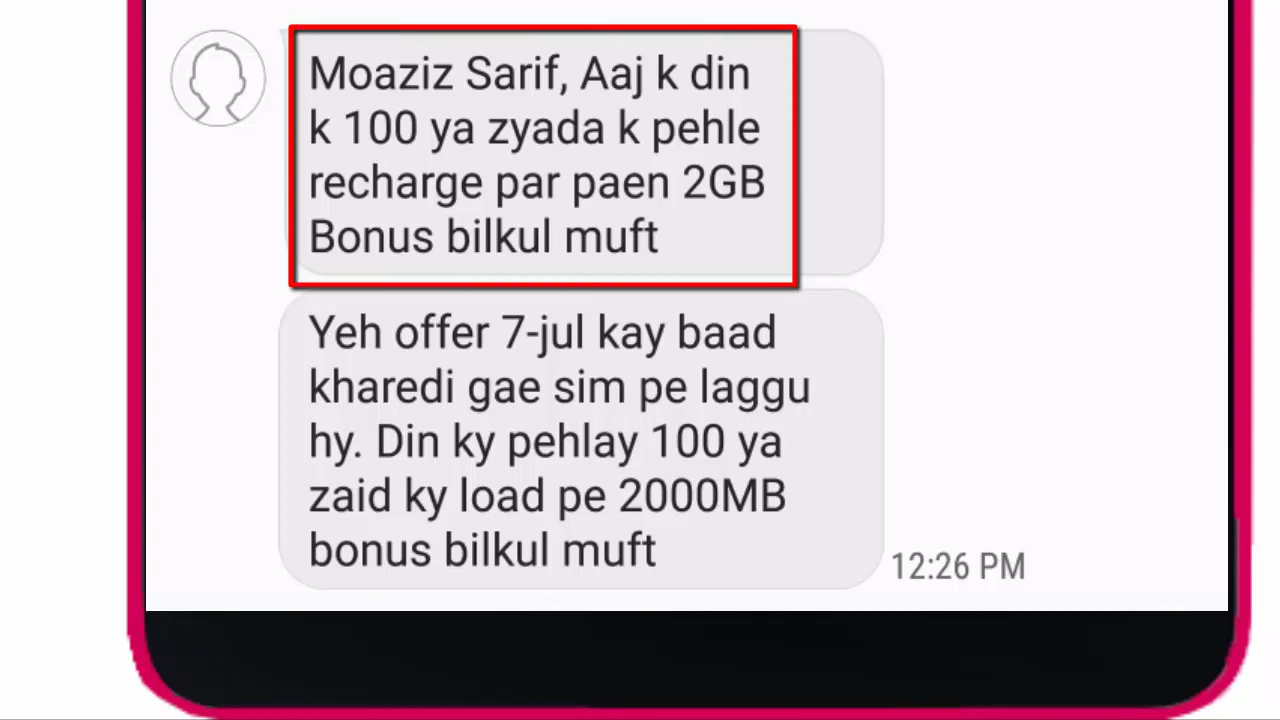 Moaziz Sarif, Aaj k din
k 100 ya zyada k pehle
recharge par paen 2GB
Bonus bilkul muft
Yeh offer 7-jul kay baad
kharedi gae sim pe laggu
hy. Din ky pehlay 100 ya
zaid ky load pe 2000MB
bonus bilkul muft
12:26 PM